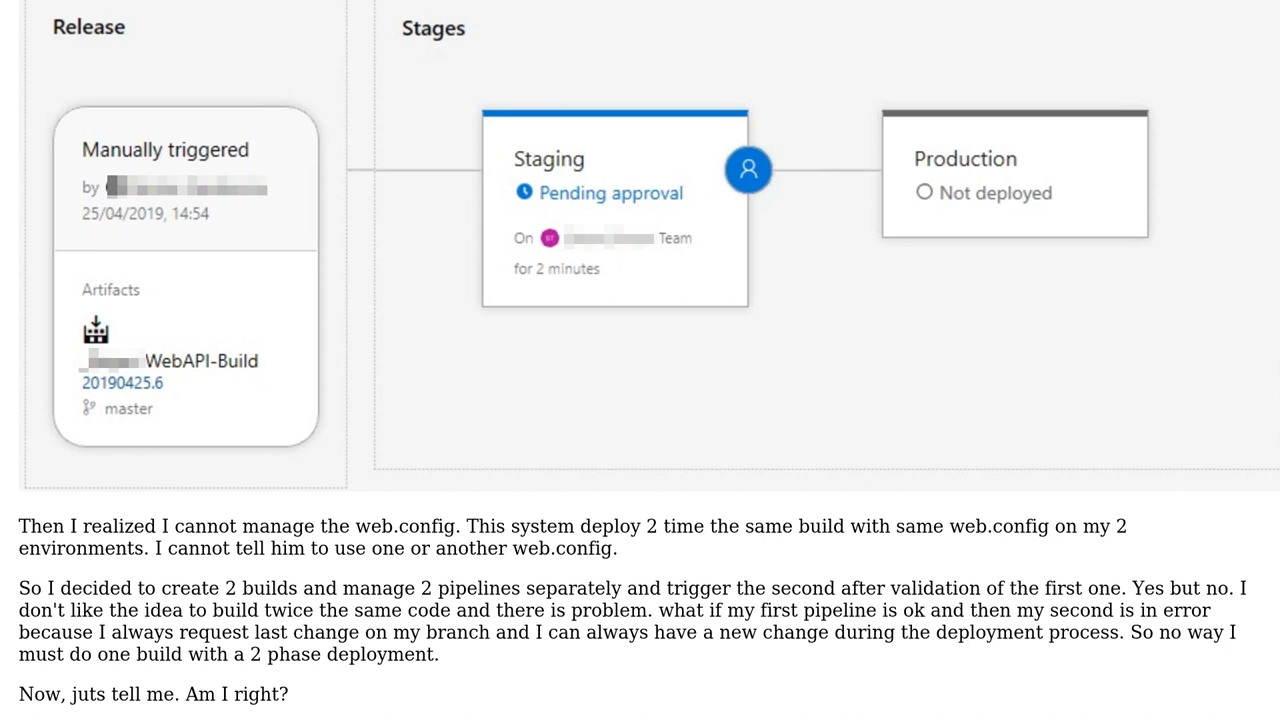 Release
Stages
Manually triggered
by
25/04/2019, 14:54
Staging
Pending approval
On Team
for 2 minutes
Production
Not deployed
Artifacts
WebAPI-Build
20190425.6
master
Then I realized I cannot manage the web.config. This system deploy 2 time the same build with same web.config on my 2
environments. I cannot tell him to use one or another web.config.
So I decided to create 2 builds and manage 2 pipelines separately and trigger the second after validation of the first one. Yes but no. I
don't like the idea to build twice the same code and there is problem. what if my first pipeline is ok and then my second is in error
because I always request last change on my branch and I can always have a new change during the deployment process. So no way I
must do one build with a 2 phase deployment.
Now, juts tell me. Am I right?